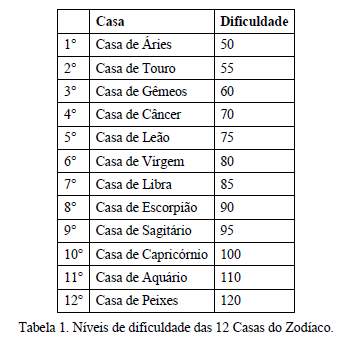 Casa Dificuldade
1° Casa de Áries 50
2° Casa de Touro 55
3° Casa de Gêmeos 60
4° Casa de Câncer 70
5° Casa de Leão 75
6° Casa de Virgem 80
7° Casa de Libra 85
8° Casa de Escorpião 90
9° Casa de Sagitário 95
10° Casa de Capricórnio 100
11° Casa de Aquário 110
12° Casa de Peixes 120
Tabela 1. Níveis de dificuldade das 12 Casas do Zodíaco.